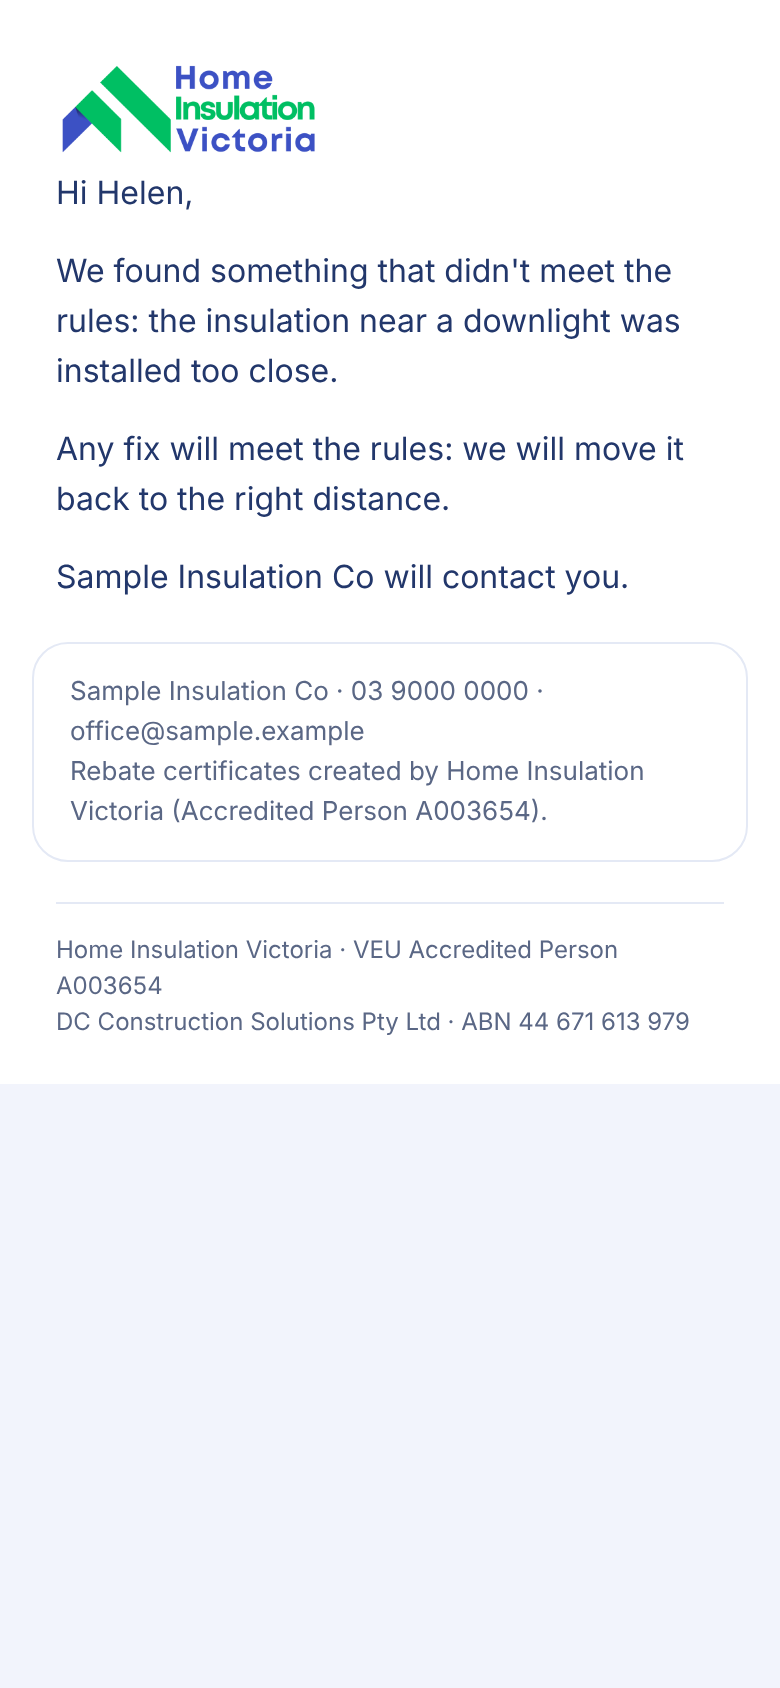 Home
Insulation
Victoria
Hi Helen,
We found something that didn't meet the
rules: the insulation near a downlight was
installed too close.
Any fix will meet the rules: we will move it
back to the right distance.
Sample Insulation Co will contact you.
Sample Insulation Co · 03 9000 0000 ·
office@sample.example
Rebate certificates created by Home Insulation
Victoria (Accredited Person A003654).
Home Insulation Victoria · VEU Accredited Person
A003654
DC Construction Solutions Pty Ltd · ABN 44 671 613 979